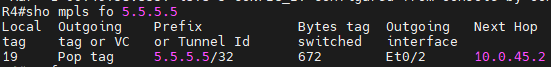 R4#sho mpls fo 5.5.5.5
Local Outgoing Prefix Bytes tag Outgoing Next Hop
tag tag or VC or Tunnel Id switched interface
19 Pop tag 5.5.5.5/32 672 Et0/2 10.0.45.2